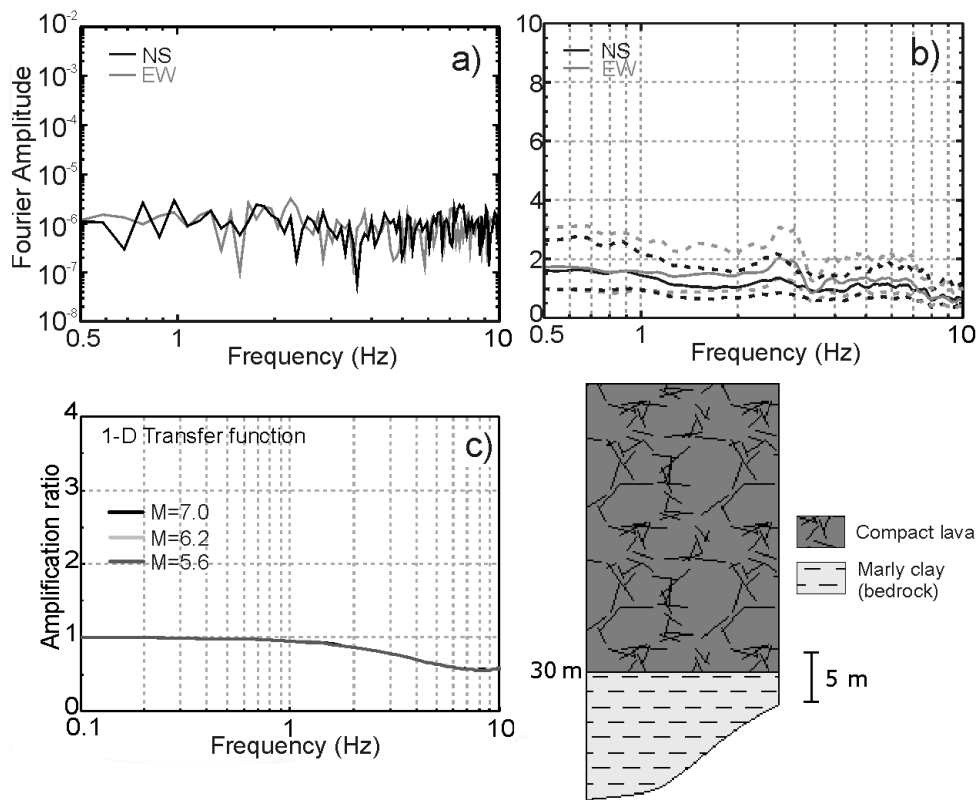 a)
NS
EW
Fourier Amplitude
10-2
10-3
10-4
10-5
10-6
10-7
10-8
0.5 1 10
Frequency (Hz)
b)
NS
EW
10
8
6
4
2
0
0.5 1 10
Frequency (Hz)
c)
1-D Transfer function
M=7.0
M=6.2
M=5.6
Amplification ratio
4
3
2
1
0
0.1 1 10
Frequency (Hz)
Compact lava
Marly clay
(bedrock)
30 m
5 m